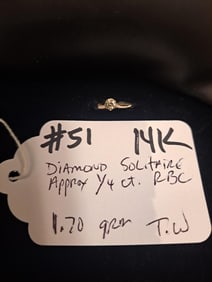 #51 14K
DIAMOND SOLITAIRE
Approx 1/4 ct. RBC
1.70 grm T.W